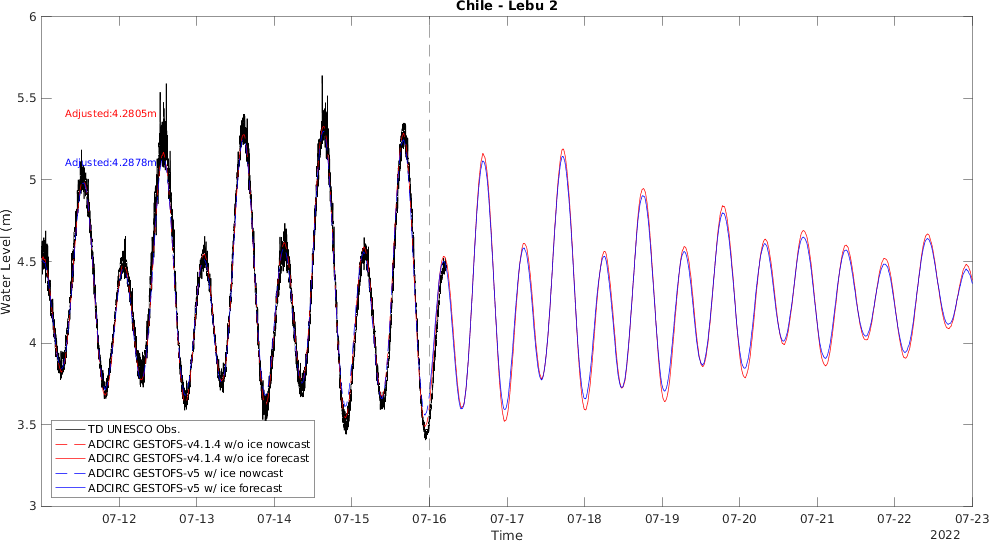 Chile - Lebu 2
6
5.5
5
4.5
4
3.5
3
Water Level (m)
Adjusted:4.2805m
Adjusted:4.2878m
TD UNESCO Obs.
ADCIRC GESTOFS-v4.1.4 w/o ice nowcast
ADCIRC GESTOFS-v4.1.4 w/o ice forecast
ADCIRC GESTOFS-v5 w/ ice nowcast
ADCIRC GESTOFS-v5 w/ ice forecast
07-12 07-13 07-14 07-15 07-16 07-17 07-18 07-19 07-20 07-21 07-22 07-23
Time
2022